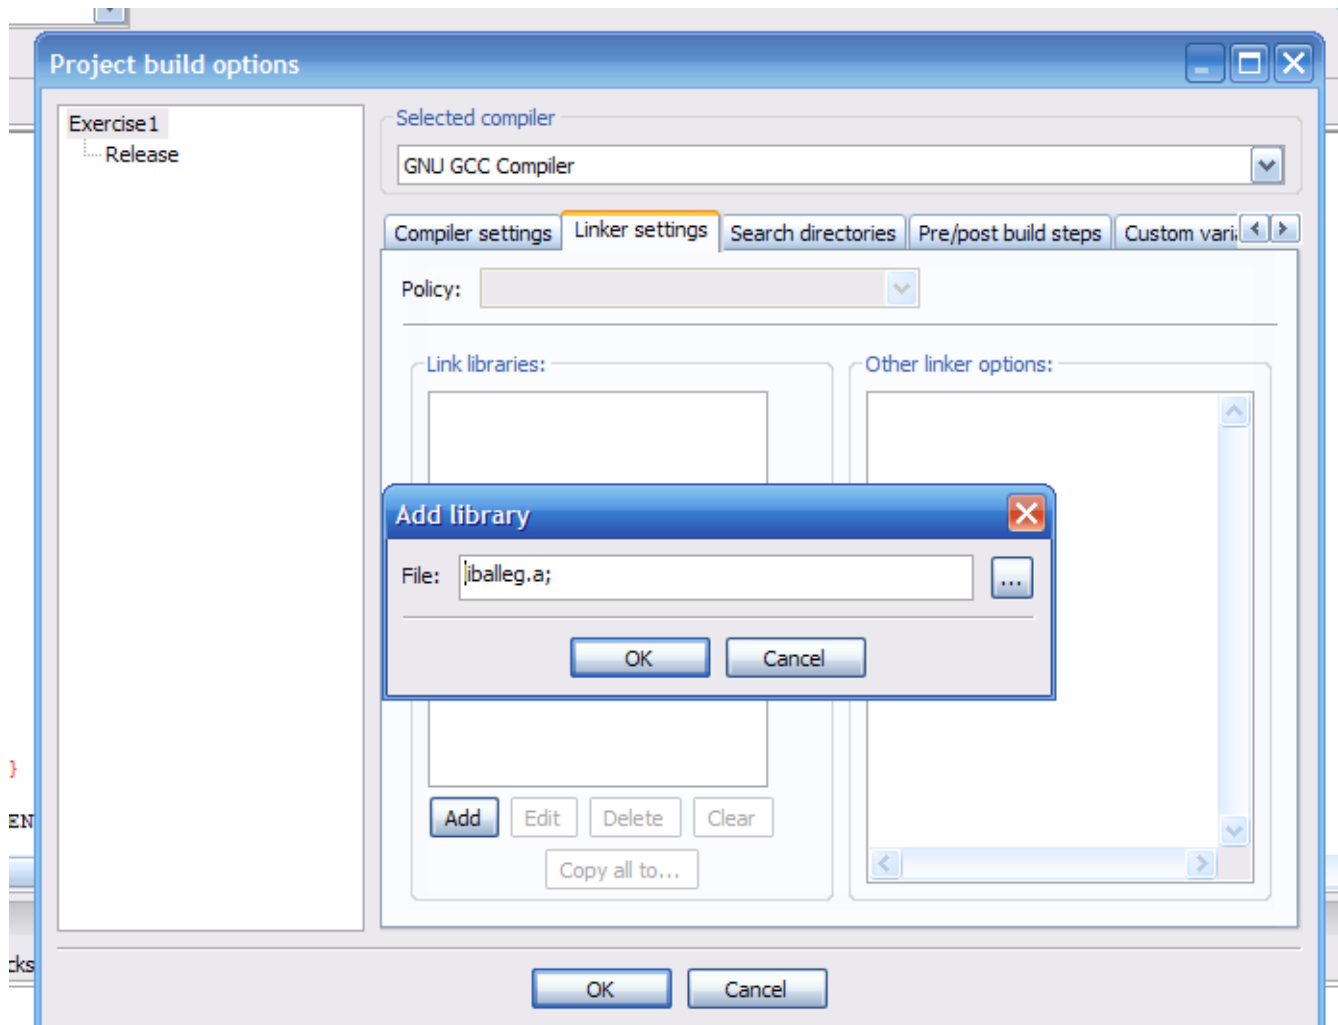 Project build options
Exercise1
Release
Selected compiler
GNU GCC Compiler
Compiler settings
Linker settings
Search directories
Pre/post build steps
Custom varia
Policy:
Link libraries:
Other linker options:
Add library
File:
iballeg.a;
...
OK
Cancel
}
EN
Add
Edit
Delete
Clear
Copy all to...
cks
OK
Cancel